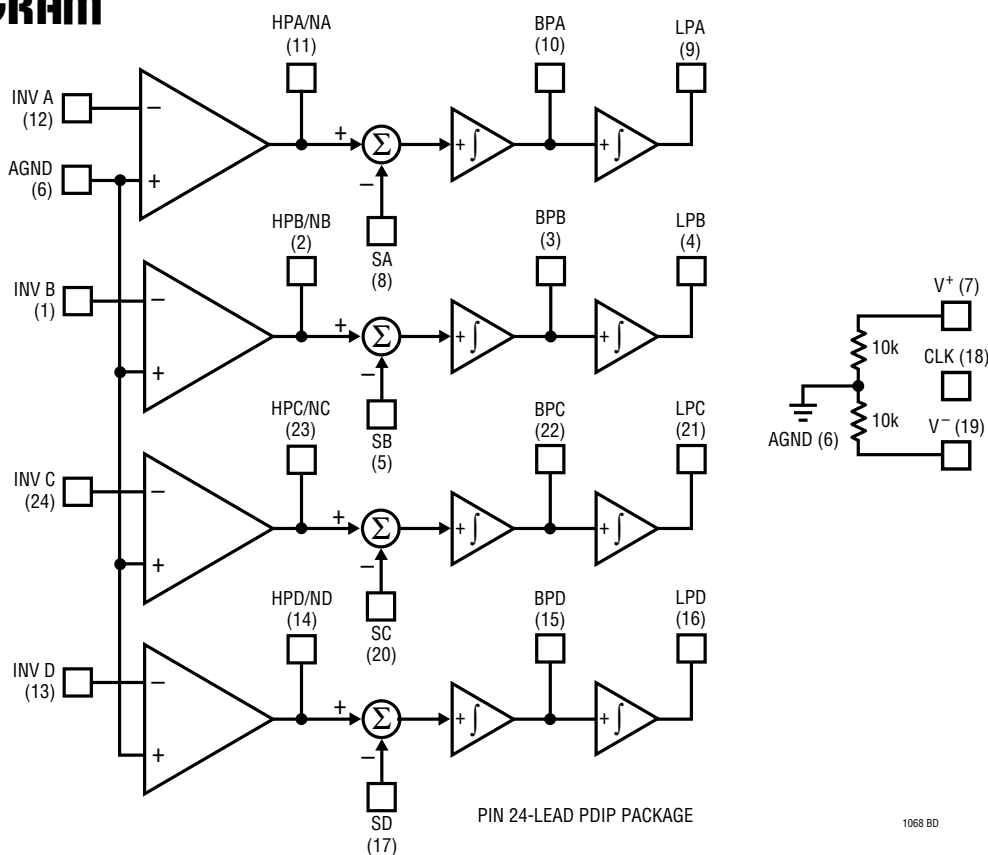 HPA/NA
(11)
BPA
(10)
LPA
(9)
INV A
(12)
−
+
+
Σ
+ ∫
+ ∫
AGND
(6)
−
SA
(8)
HPB/NB
(2)
BPB
(3)
LPB
(4)
INV B
(1)
−
+
+
Σ
+ ∫
+ ∫
−
SB
(5)
HPC/NC
(23)
BPC
(22)
LPC
(21)
INV C
(24)
−
+
+
Σ
+ ∫
+ ∫
−
SC
(20)
HPD/ND
(14)
BPD
(15)
LPD
(16)
INV D
(13)
−
+
+
Σ
+ ∫
+ ∫
−
SD
(17)
V+ (7)
10k
CLK (18)
AGND (6)
10k
V− (19)
PIN 24-LEAD PDIP PACKAGE
1068 BD